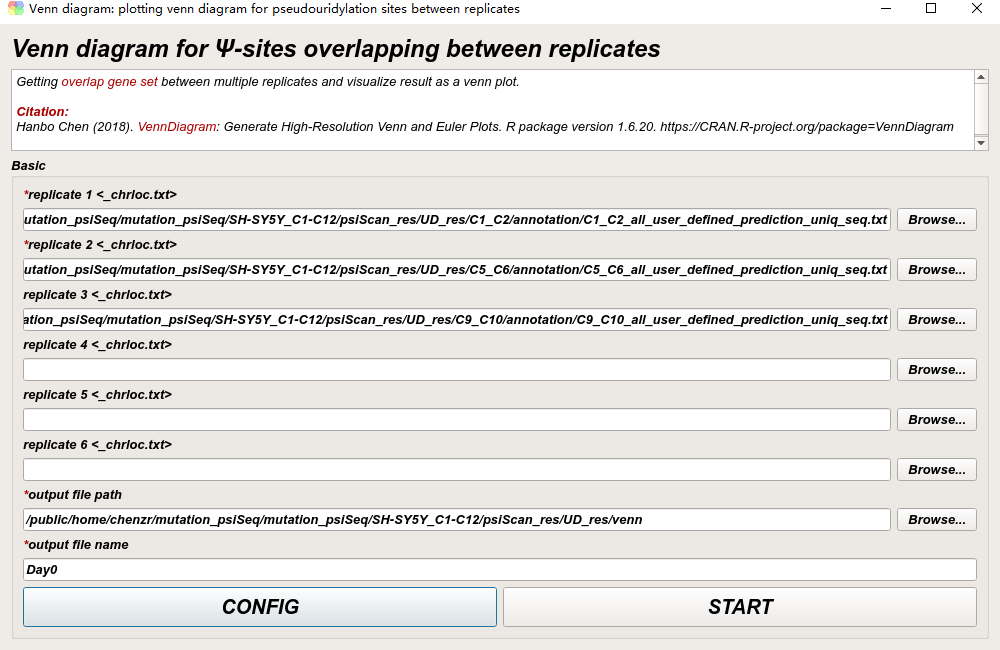 Venn diagram: plotting venn diagram for pseudouridylation sites between replicates
Venn diagram for Ψ-sites overlapping between replicates
Getting overlap gene set between multiple replicates and visualize result as a venn plot.
Citation:
Hanbo Chen (2018). VennDiagram: Generate High-Resolution Venn and Euler Plots. R package version 1.6.20. https://CRAN.R-project.org/package=VennDiagram
Basic
*replicate 1 <_chrloc.txt>
utation_psiSeq/mutation_psiSeq/SH-SY5Y_C1-C12/psiScan_res/UD_res/C1_C2/annotation/C1_C2_all_user_defined_prediction_uniq_seq.txt Browse...
*replicate 2 <_chrloc.txt>
utation_psiSeq/mutation_psiSeq/SH-SY5Y_C1-C12/psiScan_res/UD_res/C5_C6/annotation/C5_C6_all_user_defined_prediction_uniq_seq.txt Browse...
replicate 3 <_chrloc.txt>
ation_psiSeq/mutation_psiSeq/SH-SY5Y_C1-C12/psiScan_res/UD_res/C9_C10/annotation/C9_C10_all_user_defined_prediction_uniq_seq.txt Browse...
replicate 4 <_chrloc.txt>
Browse...
replicate 5 <_chrloc.txt>
Browse...
replicate 6 <_chrloc.txt>
Browse...
*output file path
/public/home/chenzr/mutation_psiSeq/mutation_psiSeq/SH-SY5Y_C1-C12/psiScan_res/UD_res/venn Browse...
*output file name
Day0
CONFIG START